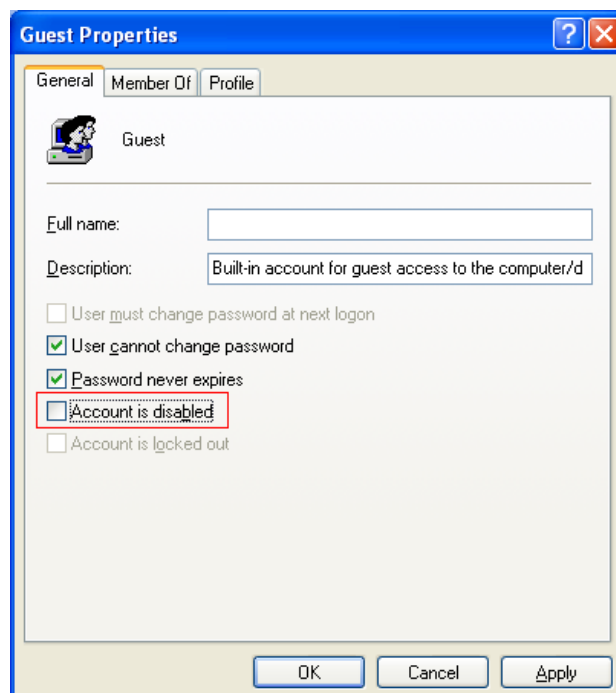 Guest Properties
General Member Of Profile
Guest
Full name:
Description: Built-in account for guest access to the computer/d
User must change password at next logon
User cannot change password
Password never expires
Account is disabled
Account is locked out
OK Cancel Apply